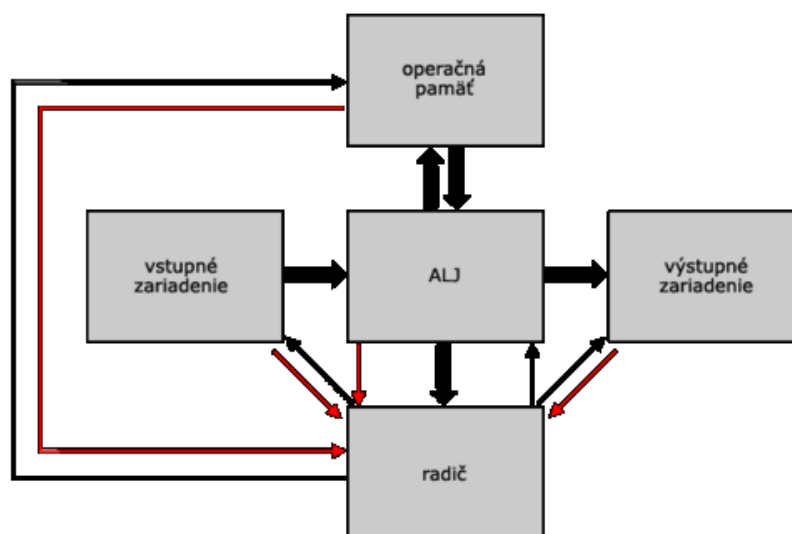 operačná
pamäť
vstupné
zariadenie
ALJ
výstupné
zariadenie
radič